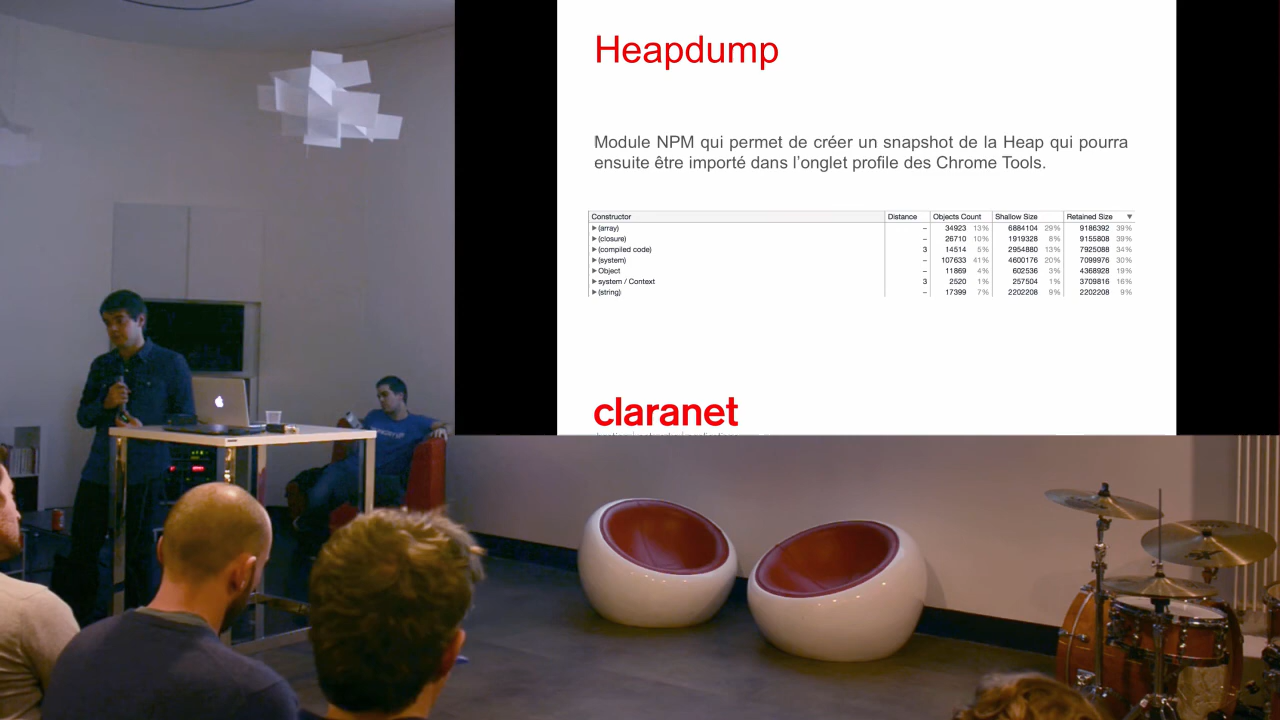 Heapdump
Module NPM qui permet de créer un snapshot de la Heap qui pourra
ensuite être importé dans l'onglet profile des Chrome Tools.
Constructor Distance Objects Count Shallow Size Retained Size ▼
▶(array) – 34923 13% 6884104 29% 9186392 39%
▶(closure) – 26710 10% 1919328 8% 9155808 39%
▶(compiled code) 3 14514 5% 2954880 13% 7925088 34%
▶(system) – 107633 41% 4600176 20% 7099976 30%
▶Object – 11869 4% 602536 3% 4368928 19%
▶system / Context 3 2520 1% 257504 1% 3709816 16%
▶(string) – 17399 7% 2202208 9% 2202208 9%
claranet